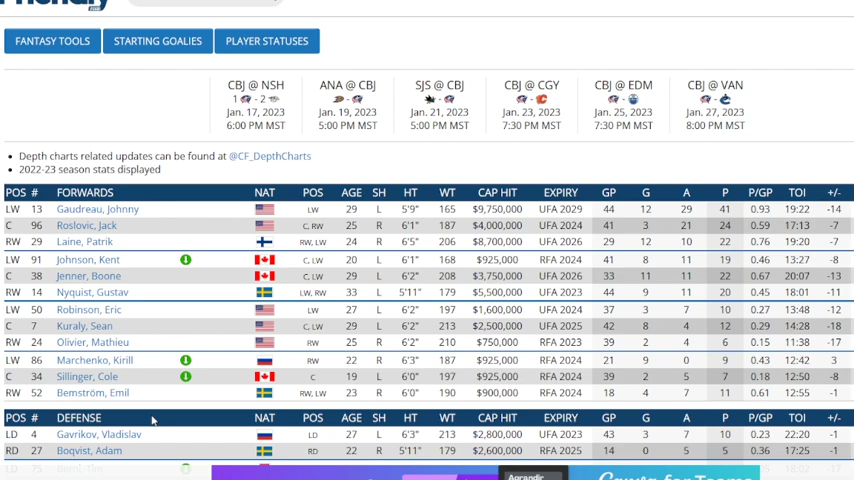 Friendly
FANTASY TOOLS STARTING GOALIES PLAYER STATUSES
CBJ @ NSH ANA @ CBJ SJS @ CBJ CBJ @ CGY CBJ @ EDM CBJ @ VAN
1 - 2 - - - - -
Jan. 17, 2023 Jan. 19, 2023 Jan. 21, 2023 Jan. 23, 2023 Jan. 25, 2023 Jan. 27, 2023
6:00 PM MST 5:00 PM MST 5:00 PM MST 7:30 PM MST 7:30 PM MST 8:00 PM MST
• Depth charts related updates can be found at @CF_DepthCharts
• 2022-23 season stats displayed
POS # FORWARDS NAT POS AGE SH HT WT CAP HIT EXPIRY GP G A P P/GP TOI +/-
LW 13 Gaudreau, Johnny LW 29 L 5'9" 165 $9,750,000 UFA 2029 44 12 29 41 0.93 19:22 -14
C 96 Roslovic, Jack C, RW 25 R 6'1" 187 $4,000,000 UFA 2024 41 3 21 24 0.59 17:13 -7
RW 29 Laine, Patrik RW, LW 24 R 6'5" 206 $8,700,000 UFA 2026 29 12 10 22 0.76 19:20 -7
LW 91 Johnson, Kent C, LW 20 L 6'1" 168 $925,000 RFA 2024 41 8 11 19 0.46 13:27 -8
C 38 Jenner, Boone C, LW 29 L 6'2" 208 $3,750,000 UFA 2026 33 11 11 22 0.67 20:07 -13
RW 14 Nyquist, Gustav LW, RW 33 L 5'11" 179 $5,500,000 UFA 2023 44 9 11 20 0.45 18:01 -11
LW 50 Robinson, Eric LW 27 L 6'2" 197 $1,600,000 UFA 2024 37 3 7 10 0.27 13:48 -12
C 7 Kuraly, Sean C, LW 29 L 6'2" 213 $2,500,000 UFA 2025 42 8 4 12 0.29 14:28 -18
RW 24 Olivier, Mathieu RW 25 R 6'2" 210 $750,000 RFA 2023 39 2 4 6 0.15 11:38 -17
LW 86 Marchenko, Kirill RW 22 R 6'3" 187 $925,000 RFA 2024 21 9 0 9 0.43 12:42 3
C 34 Sillinger, Cole C 19 L 6'0" 197 $925,000 RFA 2024 39 2 5 7 0.18 12:50 -8
RW 52 Bemström, Emil RW, LW 23 R 6'0" 190 $900,000 RFA 2024 18 4 7 11 0.61 12:55 -1
POS # DEFENSE NAT POS AGE SH HT WT CAP HIT EXPIRY GP G A P P/GP TOI +/-
LD 4 Gavrikov, Vladislav LD 27 L 6'3" 213 $2,800,000 UFA 2023 43 3 7 10 0.23 22:20 -1
RD 27 Boqvist, Adam RD 22 R 5'11" 179 $2,600,000 RFA 2025 14 0 5 5 0.36 17:25 -1
Canva for Teams